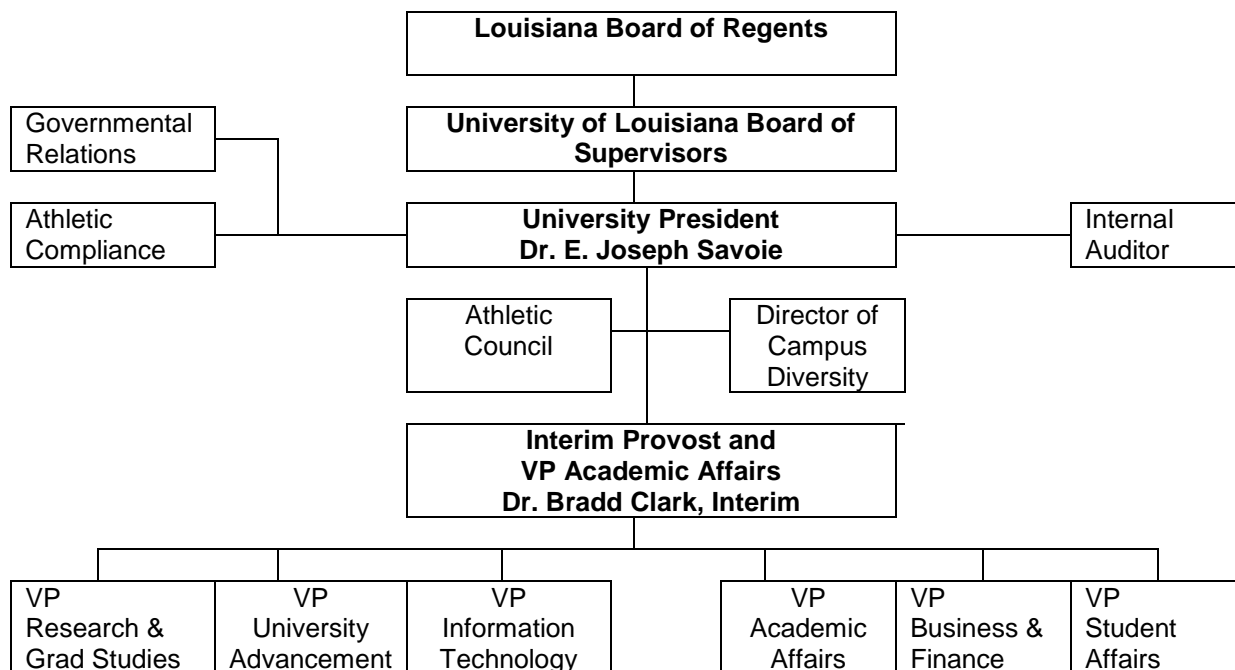 Louisiana Board of Regents
Governmental
Relations
University of Louisiana Board of
Supervisors
Athletic
Compliance
University President
Dr. E. Joseph Savoie
Internal
Auditor
Athletic
Council
Director of
Campus
Diversity
Interim Provost and
VP Academic Affairs
Dr. Bradd Clark, Interim
VP
Research &
Grad Studies
VP
University
Advancement
VP
Information
Technology
VP
Academic
Affairs
VP
Business &
Finance
VP
Student
Affairs